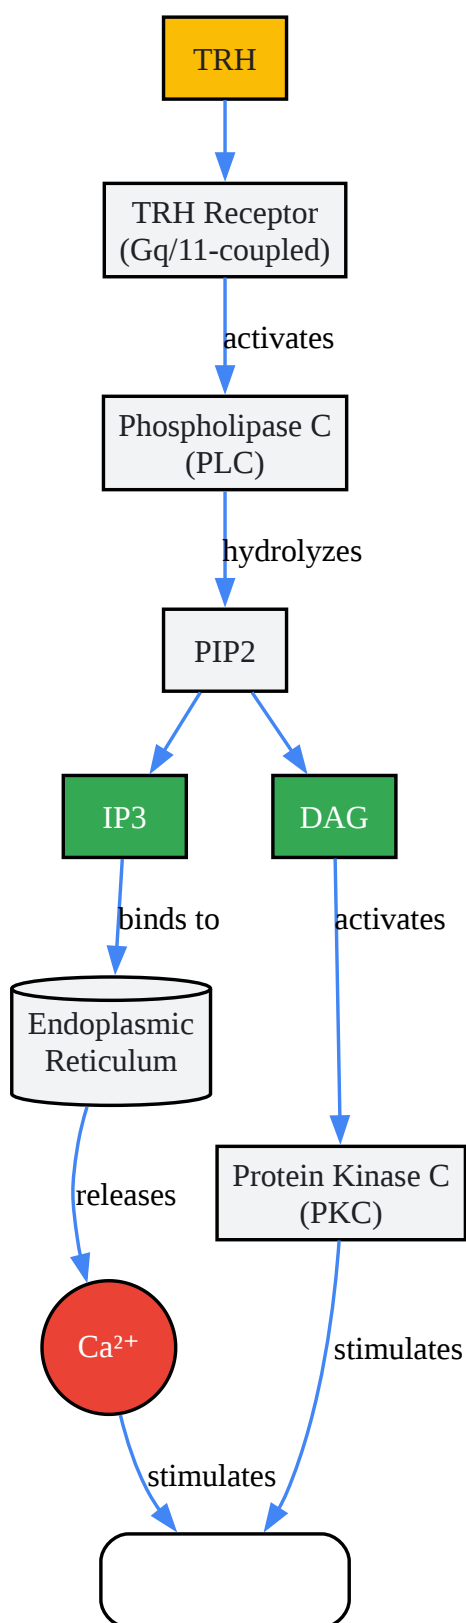 TRH
TRH Receptor
(Gq/11-coupled)
activates
Phospholipase C
(PLC)
hydrolyzes
PIP2
IP3
DAG
binds to
activates
Endoplasmic
Reticulum
Protein Kinase C
(PKC)
releases
Ca²⁺
stimulates
stimulates